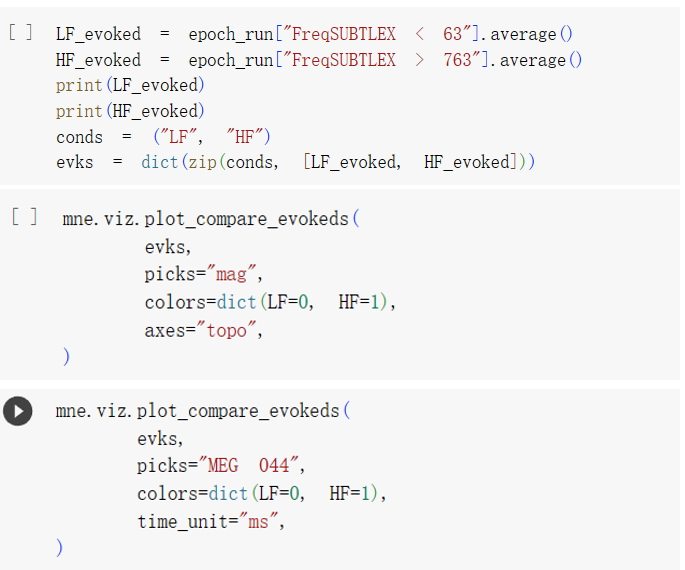 [ ] LF_evoked = epoch_run["FreqSUBTLEX < 63"].average()
HF_evoked = epoch_run["FreqSUBTLEX > 763"].average()
print(LF_evoked)
print(HF_evoked)
conds = ("LF", "HF")
evks = dict(zip(conds, [LF_evoked, HF_evoked]))
[ ] mne.viz.plot_compare_evokeds(
evks,
picks="mag",
colors=dict(LF=0, HF=1),
axes="topo",
)
mne.viz.plot_compare_evokeds(
evks,
picks="MEG 044",
colors=dict(LF=0, HF=1),
time_unit="ms",
)